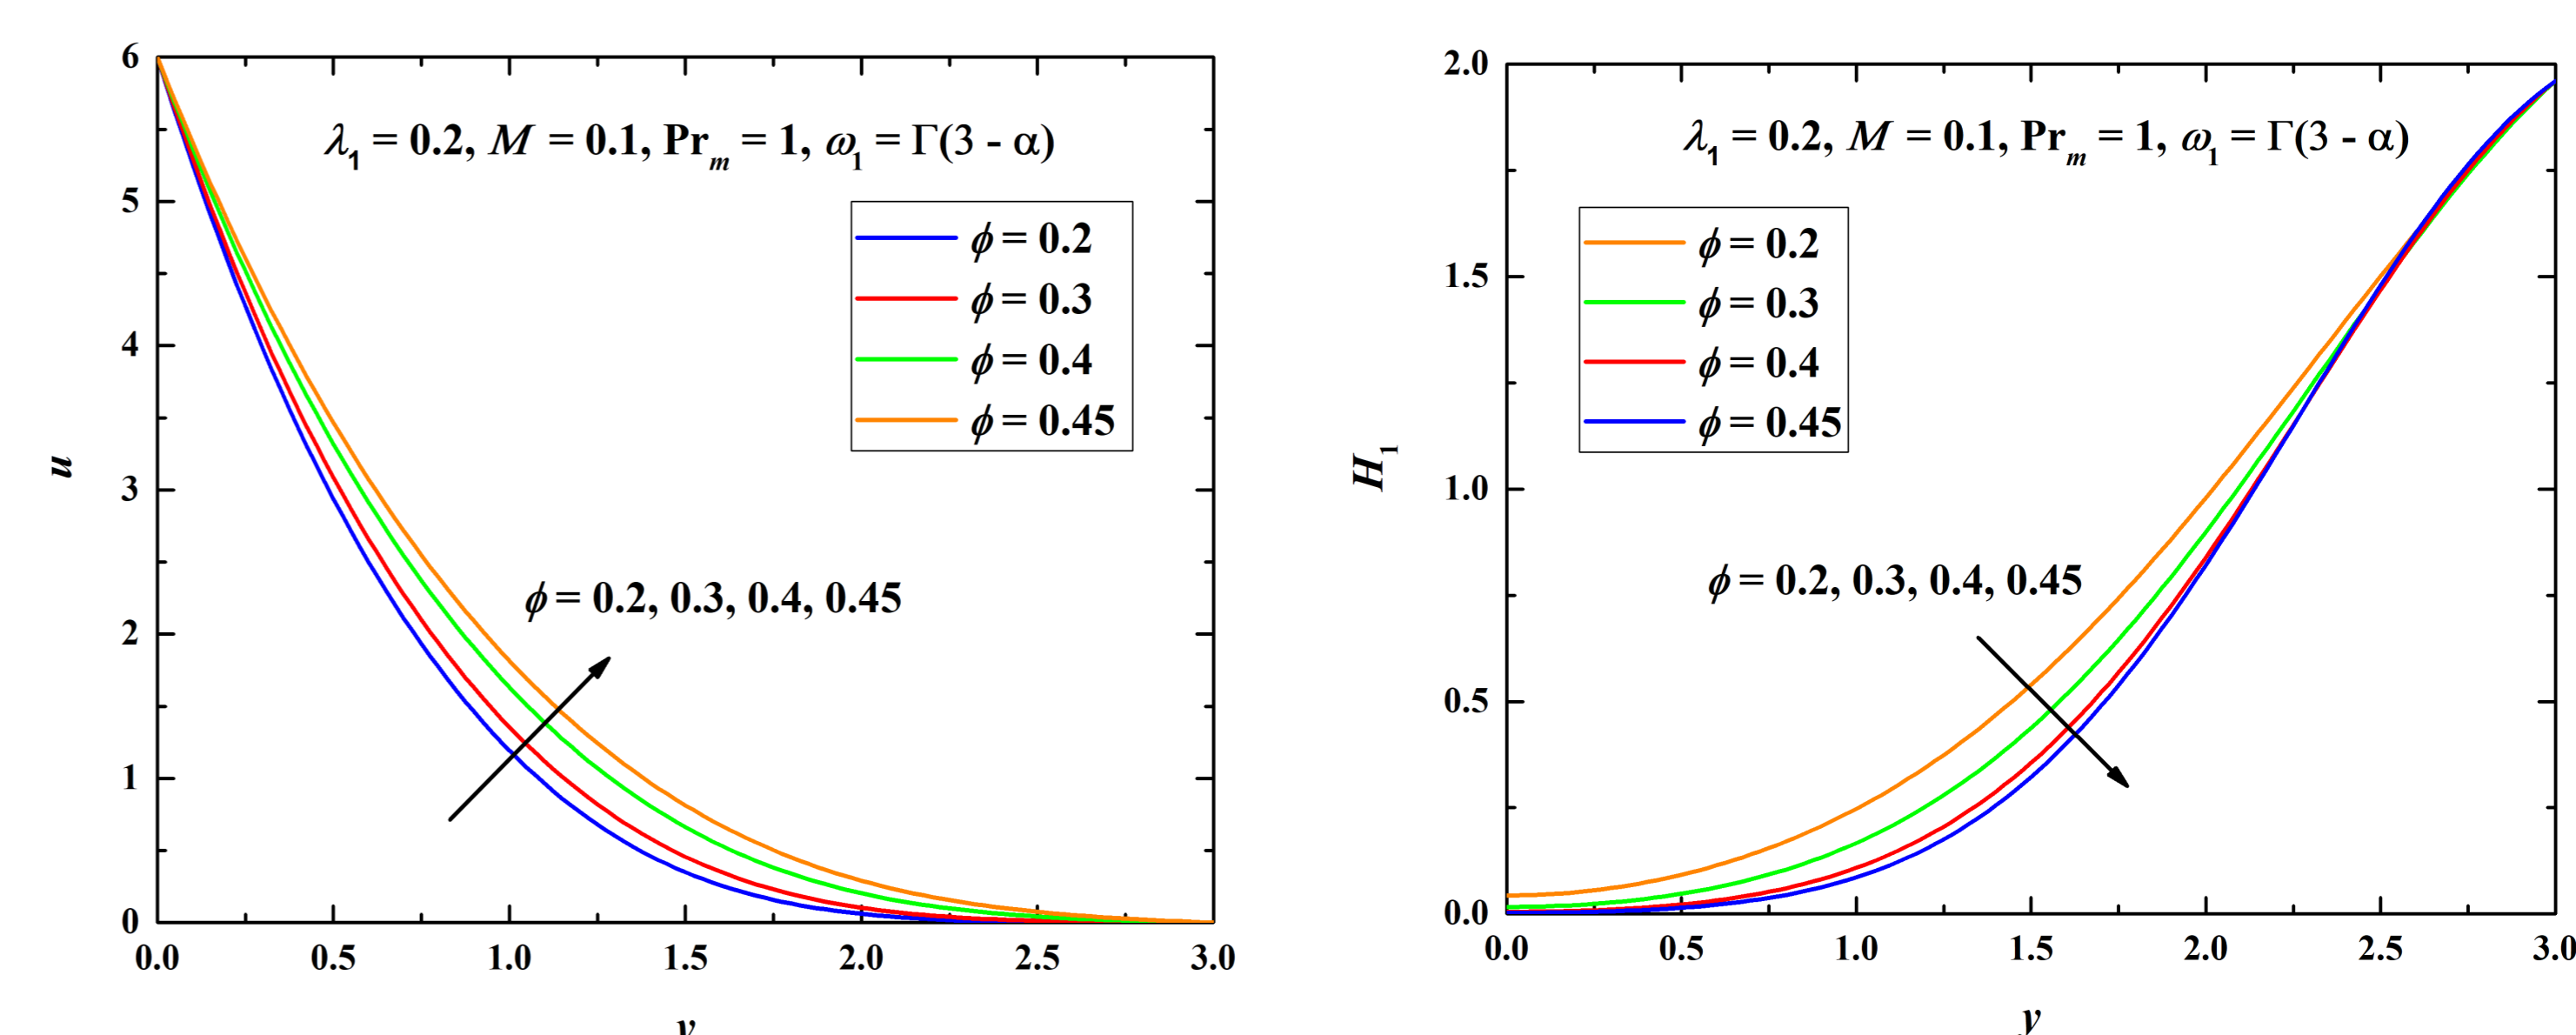 6
5
4
3
2
1
0
u
λ₁ = 0.2, M = 0.1, Prₘ = 1, ω₁ = Γ(3 - α)
ϕ = 0.2
ϕ = 0.3
ϕ = 0.4
ϕ = 0.45
ϕ = 0.2, 0.3, 0.4, 0.45
0.0 0.5 1.0 1.5 2.0 2.5 3.0
y
2.0
1.5
1.0
0.5
0.0
H₁
λ₁ = 0.2, M = 0.1, Prₘ = 1, ω₁ = Γ(3 - α)
ϕ = 0.2
ϕ = 0.3
ϕ = 0.4
ϕ = 0.45
ϕ = 0.2, 0.3, 0.4, 0.45
0.0 0.5 1.0 1.5 2.0 2.5 3.0
y